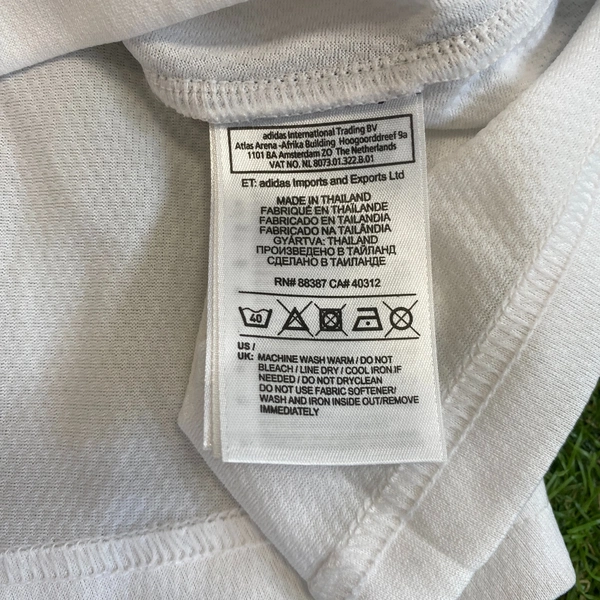 adidas International Trading BV
Atlas Arena -Afrika Building Hoogoorddreef 9a
1101 BA Amsterdam ZO The Netherlands
VAT NO. NL 8073.01.322.B.01
ET: adidas Imports and Exports Ltd
MADE IN THAILAND
FABRIQUÉ EN THAÏLANDE
FABRICADO EN TAILANDIA
FABRICADO NA TAILÂNDIA
GYÁRTVA: THAILAND
ПРОИЗВЕДЕНО В ТАЙЛАНД
СДЕЛАНО В ТАИЛАНДЕ
RN# 88387 CA# 40312
40
US /
UK: MACHINE WASH WARM / DO NOT
BLEACH / LINE DRY / COOL IRON.IF
NEEDED / DO NOT DRYCLEAN
DO NOT USE FABRIC SOFTENER/
WASH AND IRON INSIDE OUT/REMOVE
IMMEDIATELY